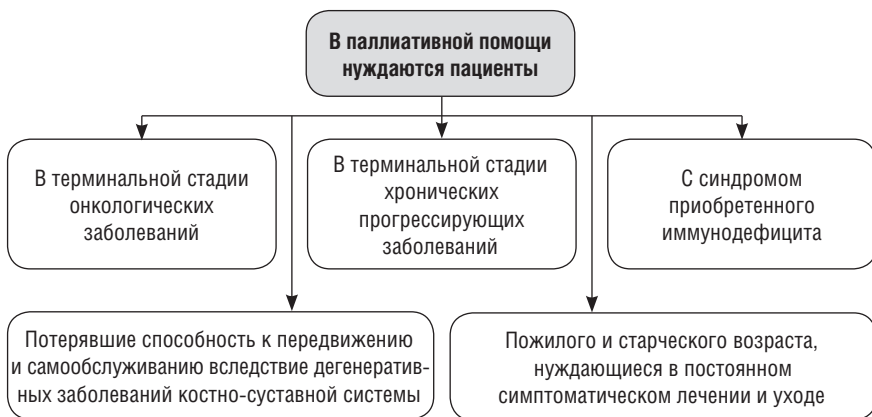 В паллиативной помощи
нуждаются пациенты
В терминальной стадии
онкологических
заболеваний
В терминальной стадии
хронических
прогрессирующих
заболеваний
С синдромом
приобретенного
иммунодефицита
Потерявшие способность к передвижению
и самообслуживанию вследствие дегенератив-
ных заболеваний костно-суставной системы
Пожилого и старческого возраста,
нуждающиеся в постоянном
симптоматическом лечении и уходе